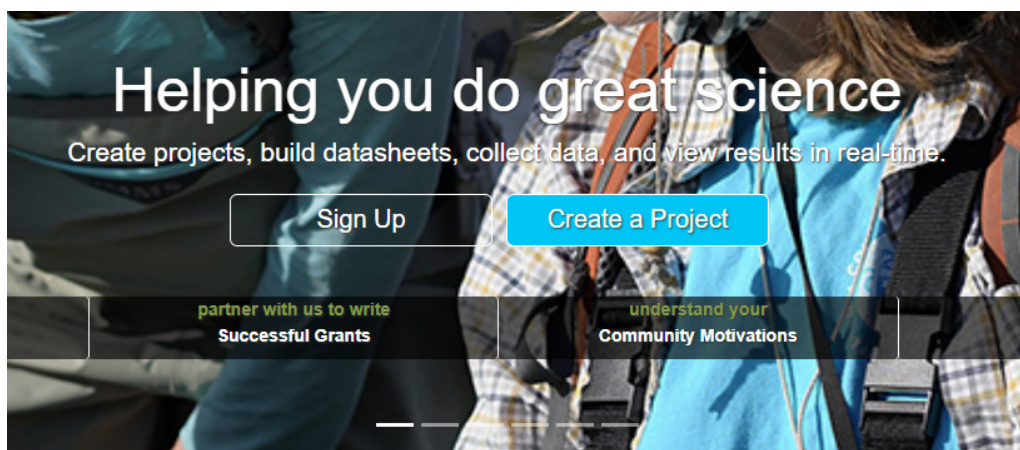 Helping you do great science
Create projects, build datasheets, collect data, and view results in real-time.
Sign Up
Create a Project
partner with us to write
Successful Grants
understand your
Community Motivations